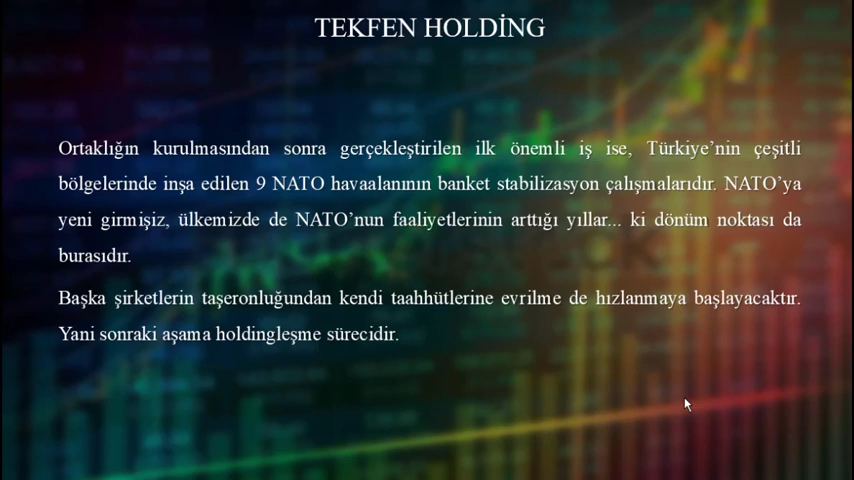 TEKFEN HOLDİNG
Ortaklığın kurulmasından sonra gerçekleştirilen ilk önemli iş ise, Türkiye’nin çeşitli
bölgelerinde inşa edilen 9 NATO havaalanının banket stabilizasyon çalışmalarıdır. NATO’ya
yeni girmişiz, ülkemizde de NATO’nun faaliyetlerinin arttığı yıllar... ki dönüm noktası da
burasıdır.
Başka şirketlerin taşeronluğundan kendi taahhütlerine evrilme de hızlanmaya başlayacaktır.
Yani sonraki aşama holdingleşme sürecidir.